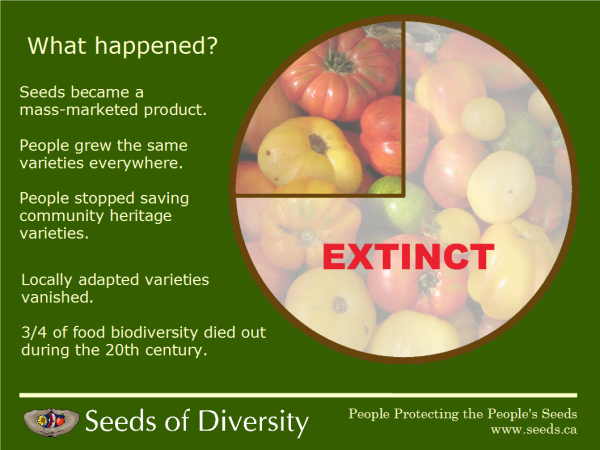 What happened?
Seeds became a
mass-marketed product.
People grew the same
varieties everywhere.
People stopped saving
community heritage
varieties.
Locally adapted varieties
vanished.
3/4 of food biodiversity died out
during the 20th century.
EXTINCT
Seeds of Diversity
People Protecting the People's Seeds
www.seeds.ca